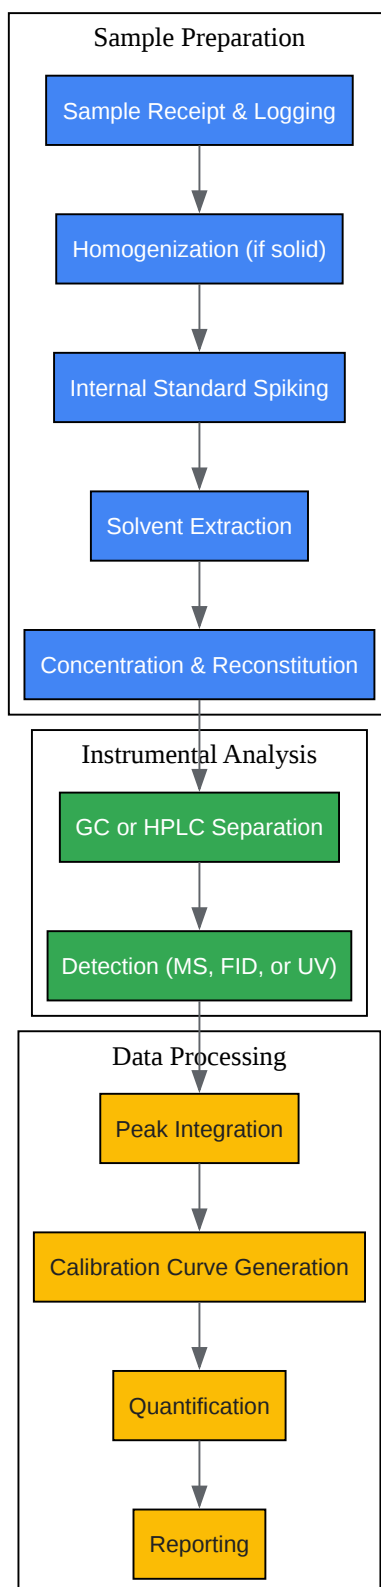 Sample Preparation
Sample Receipt & Logging
Homogenization (if solid)
Internal Standard Spiking
Solvent Extraction
Concentration & Reconstitution
Instrumental Analysis
GC or HPLC Separation
Detection (MS, FID, or UV)
Data Processing
Peak Integration
Calibration Curve Generation
Quantification
Reporting